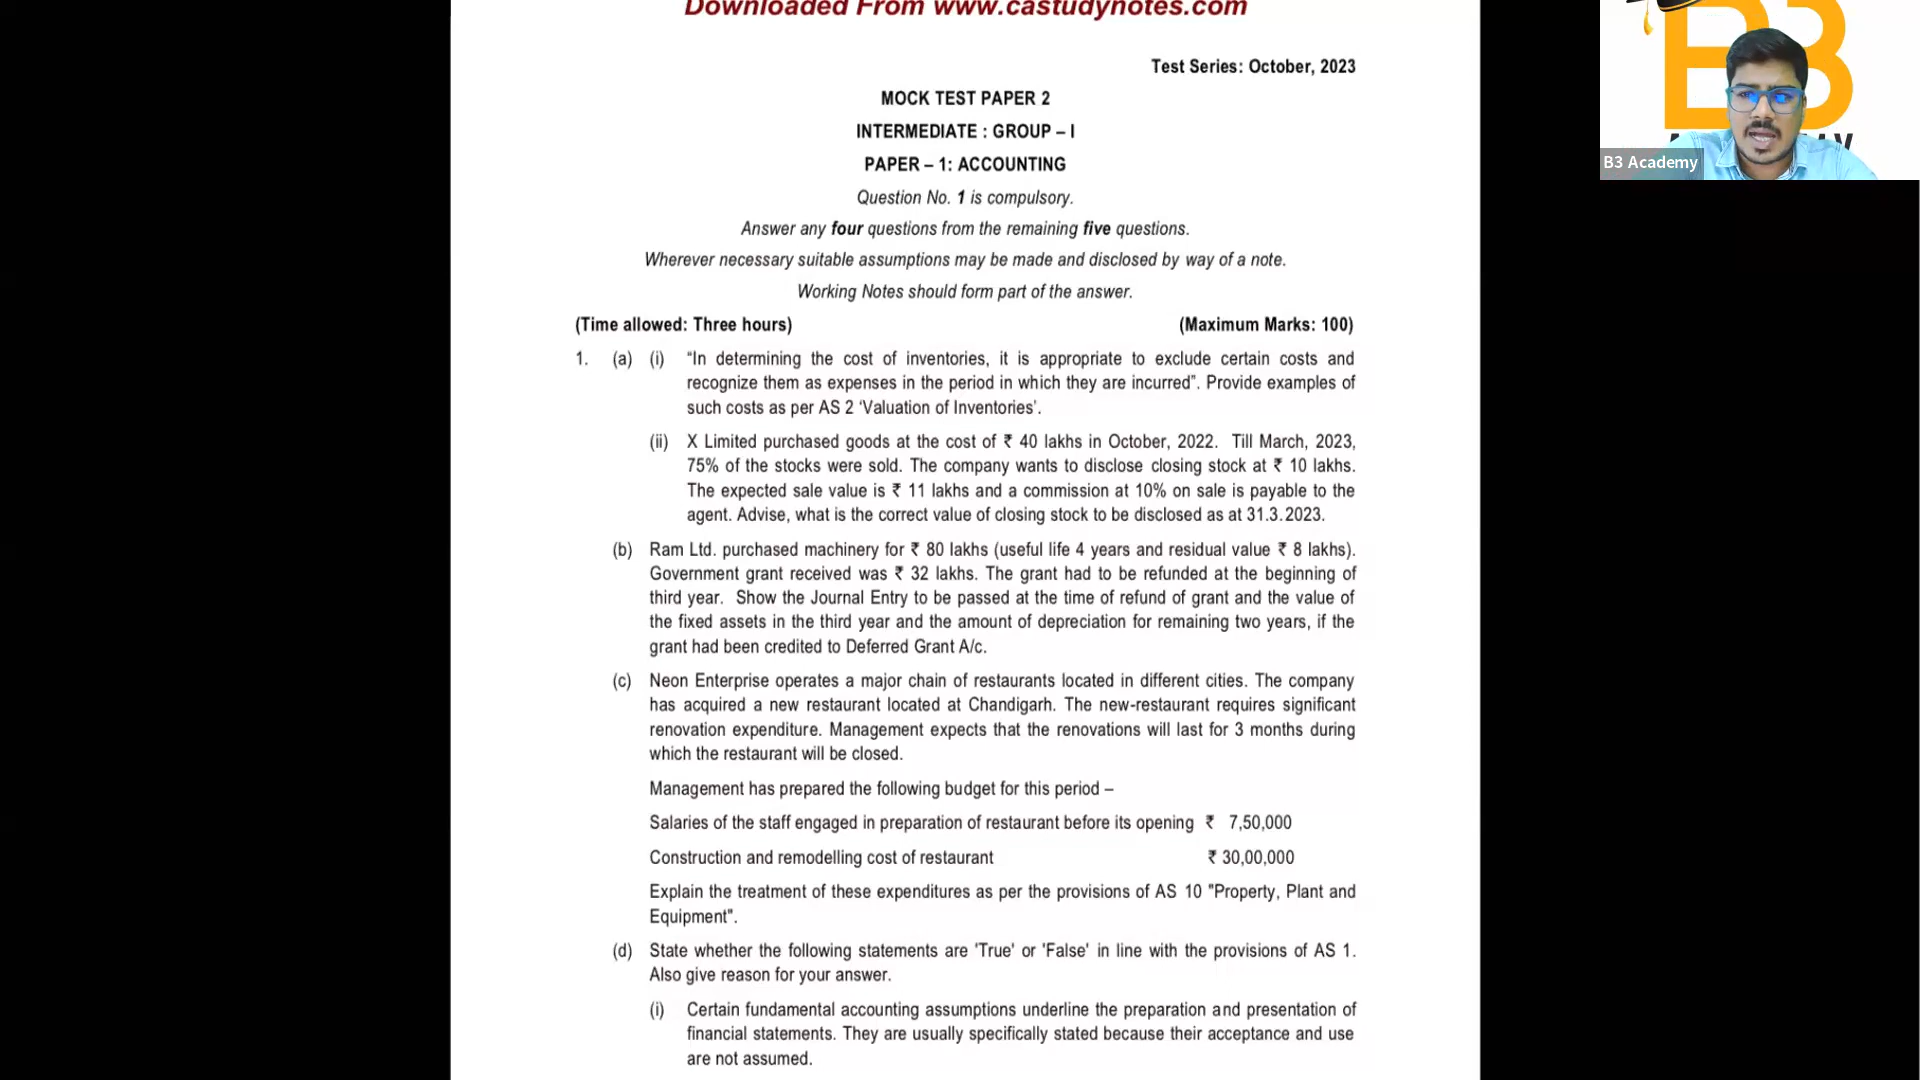 Downloaded From www.castudynotes.com
Test Series: October, 2023
MOCK TEST PAPER 2
INTERMEDIATE : GROUP – I
PAPER – 1: ACCOUNTING
Question No. 1 is compulsory.
Answer any four questions from the remaining five questions.
Wherever necessary suitable assumptions may be made and disclosed by way of a note.
Working Notes should form part of the answer.
(Time allowed: Three hours) (Maximum Marks: 100)
1. (a) (i) "In determining the cost of inventories, it is appropriate to exclude certain costs and
recognize them as expenses in the period in which they are incurred". Provide examples of
such costs as per AS 2 'Valuation of Inventories'.
(ii) X Limited purchased goods at the cost of ₹ 40 lakhs in October, 2022. Till March, 2023,
75% of the stocks were sold. The company wants to disclose closing stock at ₹ 10 lakhs.
The expected sale value is ₹ 11 lakhs and a commission at 10% on sale is payable to the
agent. Advise, what is the correct value of closing stock to be disclosed as at 31.3.2023.
(b) Ram Ltd. purchased machinery for ₹ 80 lakhs (useful life 4 years and residual value ₹ 8 lakhs).
Government grant received was ₹ 32 lakhs. The grant had to be refunded at the beginning of
third year. Show the Journal Entry to be passed at the time of refund of grant and the value of
the fixed assets in the third year and the amount of depreciation for remaining two years, if the
grant had been credited to Deferred Grant A/c.
(c) Neon Enterprise operates a major chain of restaurants located in different cities. The company
has acquired a new restaurant located at Chandigarh. The new-restaurant requires significant
renovation expenditure. Management expects that the renovations will last for 3 months during
which the restaurant will be closed.
Management has prepared the following budget for this period –
Salaries of the staff engaged in preparation of restaurant before its opening ₹ 7,50,000
Construction and remodelling cost of restaurant ₹ 30,00,000
Explain the treatment of these expenditures as per the provisions of AS 10 "Property, Plant and
Equipment".
(d) State whether the following statements are 'True' or 'False' in line with the provisions of AS 1.
Also give reason for your answer.
(i) Certain fundamental accounting assumptions underline the preparation and presentation of
financial statements. They are usually specifically stated because their acceptance and use
are not assumed.
B3
B3 Academy